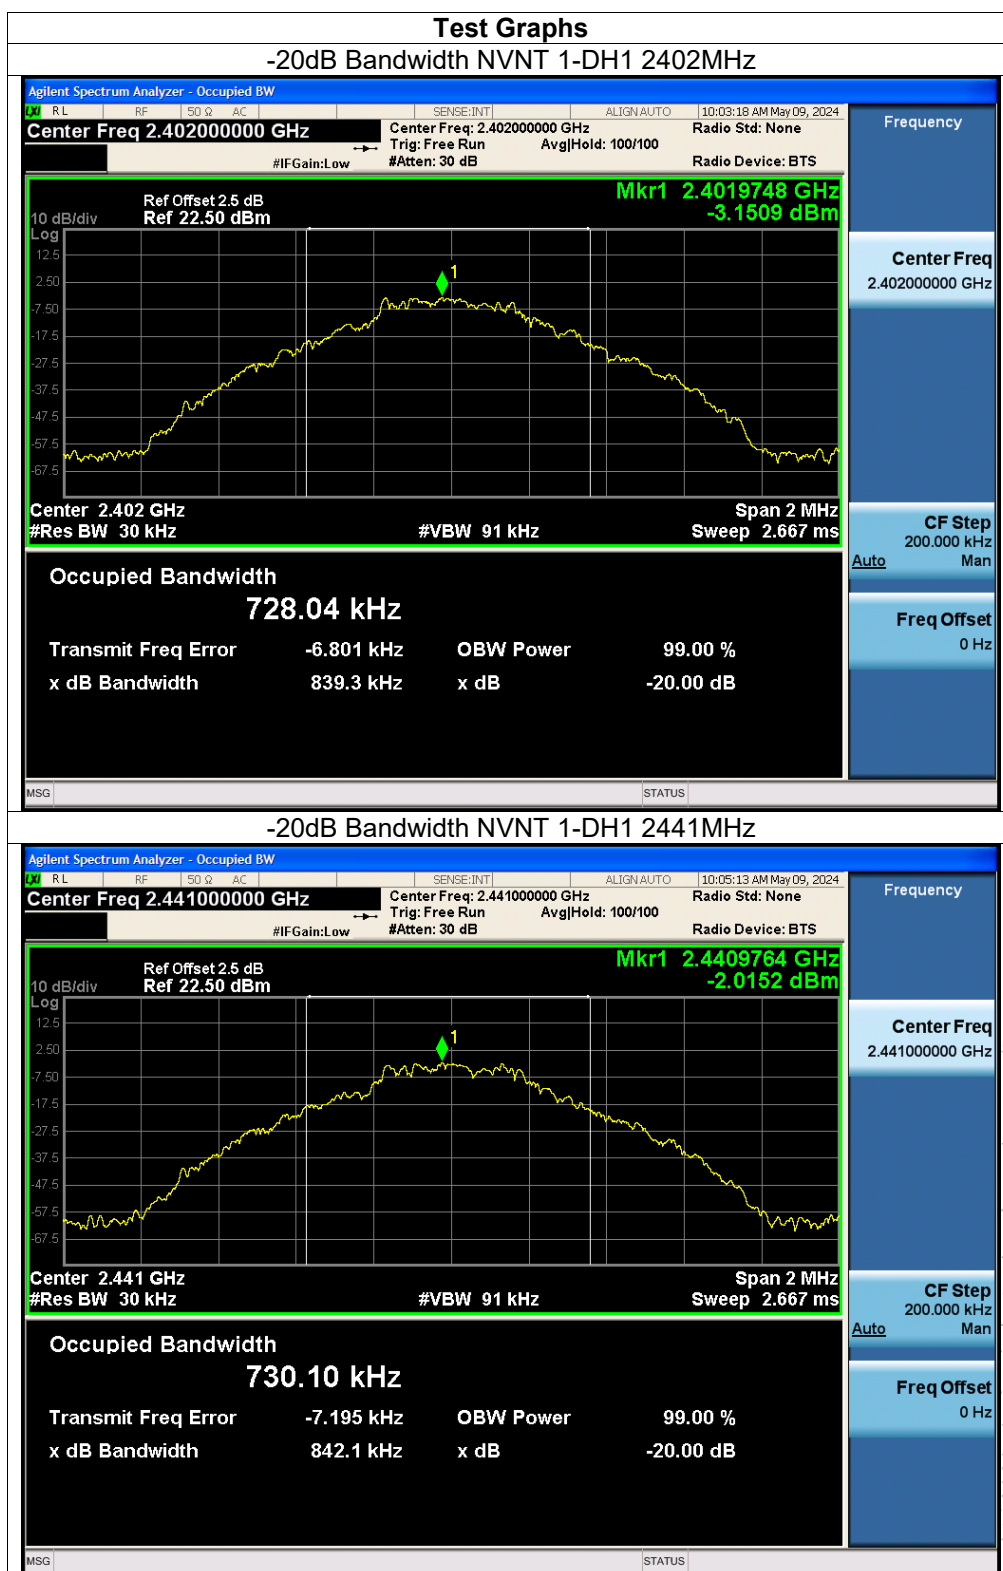 Test Graphs
-20dB Bandwidth NVNT 1-DH1 2402MHz
Agilent Spectrum Analyzer - Occupied BW
LXI RL RF 50 Ω AC SENSE:INT ALIGN AUTO 10:03:18 AM May 09, 2024
Center Freq 2.402000000 GHz
Center Freq: 2.402000000 GHz
Radio Std: None
Trig: Free Run Avg|Hold: 100/100
#IFGain:Low #Atten: 30 dB Radio Device: BTS
Frequency
Mkr1 2.4019748 GHz
-3.1509 dBm
Ref Offset 2.5 dB
10 dB/div Ref 22.50 dBm
Log
12.5
2.50
-7.50
-17.5
-27.5
-37.5
-47.5
-57.5
-67.5
1
Center 2.402 GHz Span 2 MHz
#Res BW 30 kHz #VBW 91 kHz Sweep 2.667 ms
Center Freq
2.402000000 GHz
CF Step
200.000 kHz
Auto Man
Freq Offset
0 Hz
Occupied Bandwidth
728.04 kHz
Transmit Freq Error -6.801 kHz OBW Power 99.00 %
x dB Bandwidth 839.3 kHz x dB -20.00 dB
MSG STATUS
-20dB Bandwidth NVNT 1-DH1 2441MHz
Agilent Spectrum Analyzer - Occupied BW
LXI RL RF 50 Ω AC SENSE:INT ALIGN AUTO 10:05:13 AM May 09, 2024
Center Freq 2.441000000 GHz
Center Freq: 2.441000000 GHz
Radio Std: None
Trig: Free Run Avg|Hold: 100/100
#IFGain:Low #Atten: 30 dB Radio Device: BTS
Frequency
Mkr1 2.4409764 GHz
-2.0152 dBm
Ref Offset 2.5 dB
10 dB/div Ref 22.50 dBm
Log
12.5
2.50
-7.50
-17.5
-27.5
-37.5
-47.5
-57.5
-67.5
1
Center 2.441 GHz Span 2 MHz
#Res BW 30 kHz #VBW 91 kHz Sweep 2.667 ms
Center Freq
2.441000000 GHz
CF Step
200.000 kHz
Auto Man
Freq Offset
0 Hz
Occupied Bandwidth
730.10 kHz
Transmit Freq Error -7.195 kHz OBW Power 99.00 %
x dB Bandwidth 842.1 kHz x dB -20.00 dB
MSG STATUS